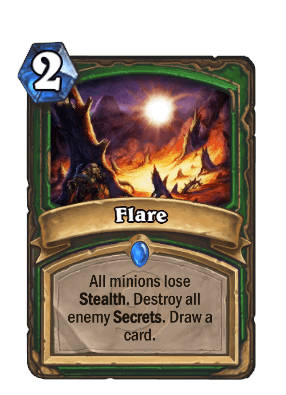 2
Flare
All minions lose
Stealth. Destroy all
enemy Secrets. Draw a
card.